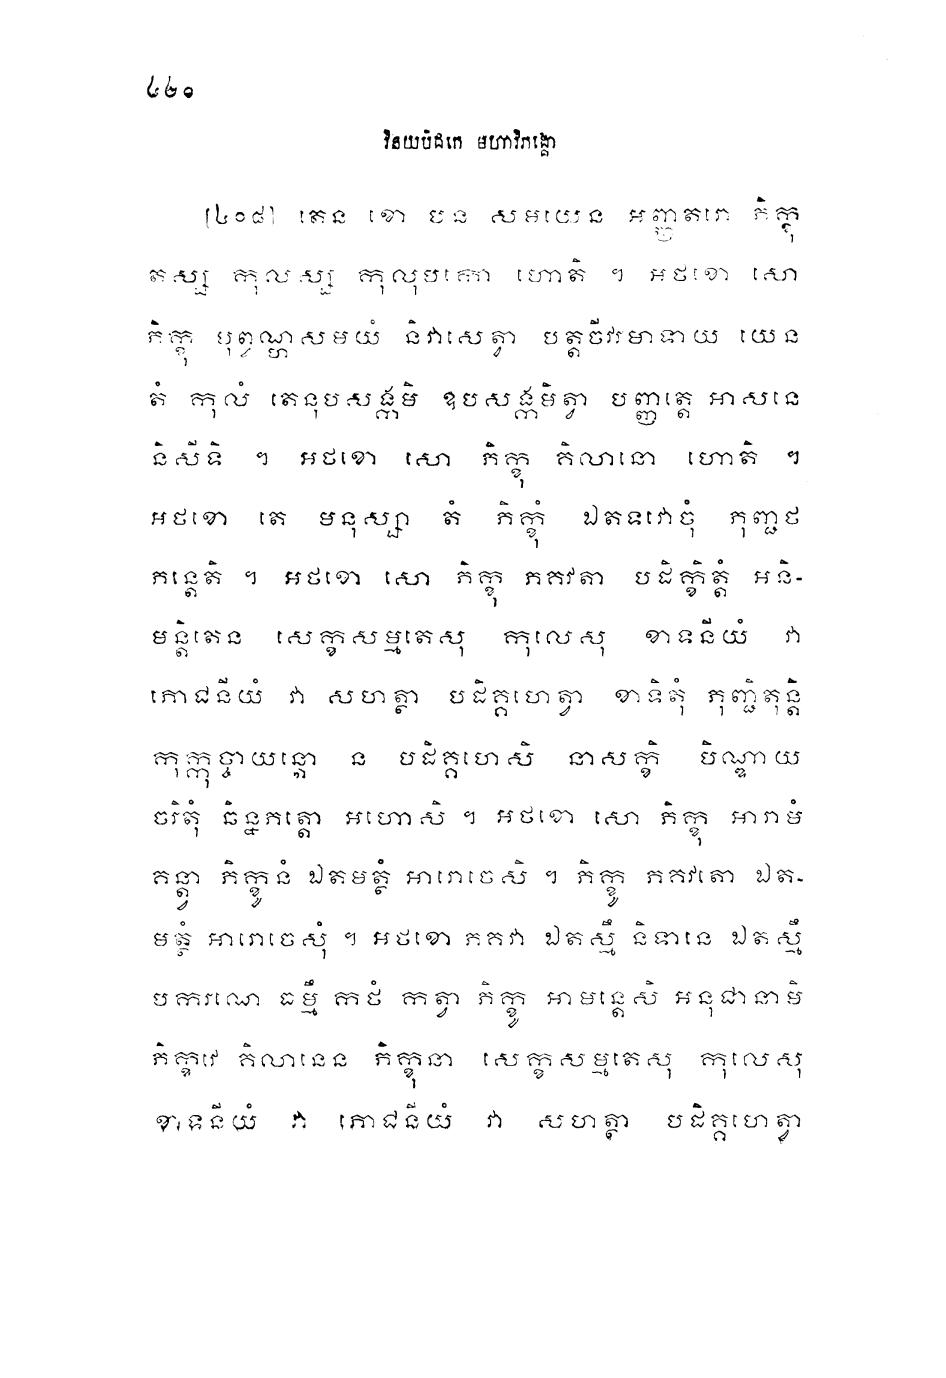 ៤២០
វិនយបិដកេ មហាវិភង្គោ
[៤០៨] តេន ខោ បន សមយេន អញ្ញតរោ ភិក្ខុ
តស្ស កុលស្ស កុលុបគោ ហោតិ ។ អថខោ សោ
ភិក្ខុ បុព្វណ្ហសមយំ និវាសេត្វា បត្តចីវរមាទាយ យេន
តំ កុលំ តេនុបសង្កមិ ឧបសង្កមិត្វា បញ្ញត្តេ អាសនេ
និសីទិ ។ អថខោ សោ ភិក្ខុ គិលានោ ហោតិ ។
អថខោ តេ មនុស្សា តំ ភិក្ខុំ ឯតទវោចុំ ភុញ្ជថ
ភន្តេតិ ។ អថខោ សោ ភិក្ខុ ភគវតា បដិក្ខិត្តំ អនិ-
មន្តិតេន សេក្ខសម្មតេសុ កុលេសុ ខាទនីយំ វា
ភោជនីយំ វា សហត្ថា បដិគ្គហេត្វា ខាទិតុំ ភុញ្ជិតុន្តិ
កុក្កុច្ចាយន្តោ ន បដិគ្គហេសិ នាសក្ខិ បិណ្ឌាយ
ចរិតុំ ឆិន្នភត្តោ អហោសិ ។ អថខោ សោ ភិក្ខុ អារាមំ
គន្ត្វា ភិក្ខូនំ ឯតមត្ថំ អារោចេសិ ។ ភិក្ខូ ភគវតោ ឯត-
មត្ថំ អារោចេសុំ ។ អថខោ ភគវា ឯតស្មឹ និទានេ ឯតស្មឹ
បករណេ ធម្មឹ កថំ កត្វា ភិក្ខូ អាមន្តេសិ អនុជានាមិ
ភិក្ខវេ គិលានេន ភិក្ខុនា សេក្ខសម្មតេសុ កុលេសុ
ខាទនីយំ វា ភោជនីយំ វា សហត្ថា បដិគ្គហេត្វា